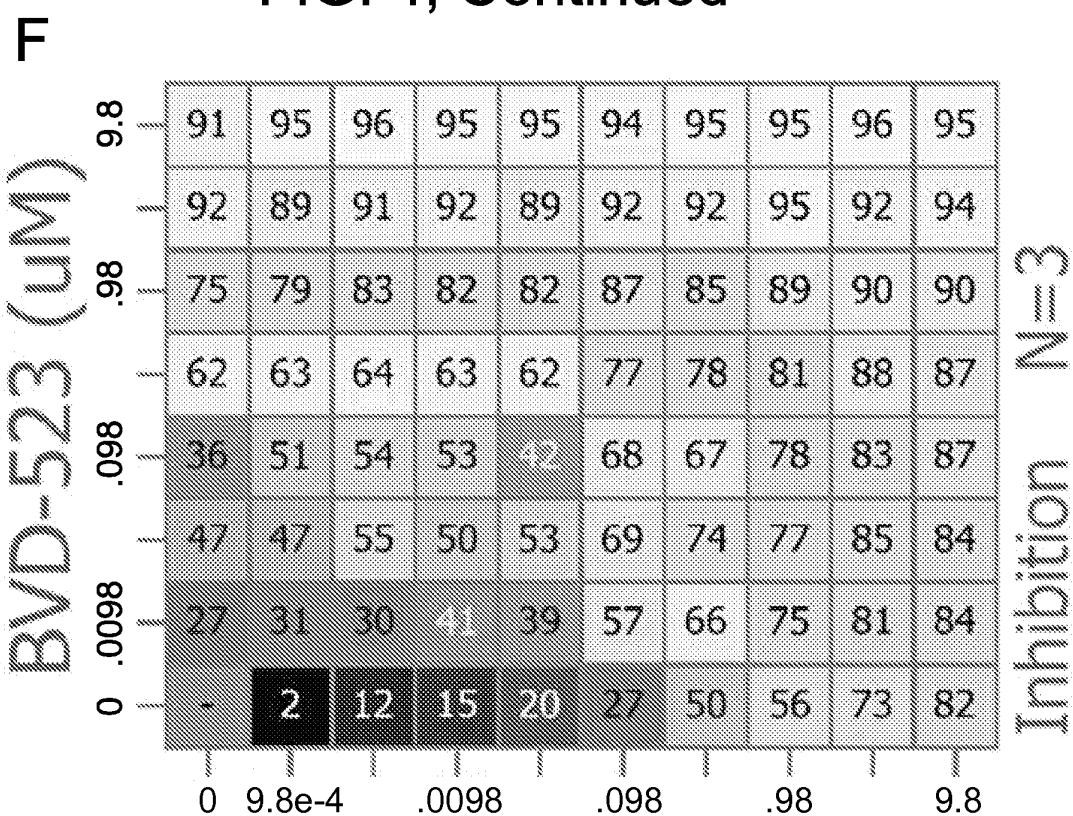 Continued
F
BVD-523 (uM)
9.8 91 95 96 95 95 94 95 95 96 95
92 89 91 92 89 92 92 95 92 94
.98 75 79 83 82 82 87 85 89 90 90
62 63 64 63 62 77 78 81 88 87
.098 36 51 54 53 42 68 67 78 83 87
47 47 55 50 53 69 74 77 85 84
.0098 27 31 30 41 39 57 66 75 81 84
0 - 2 12 15 20 27 50 56 73 82
0 9.8e-4 .0098 .098 .98 9.8
Inhibition N=3